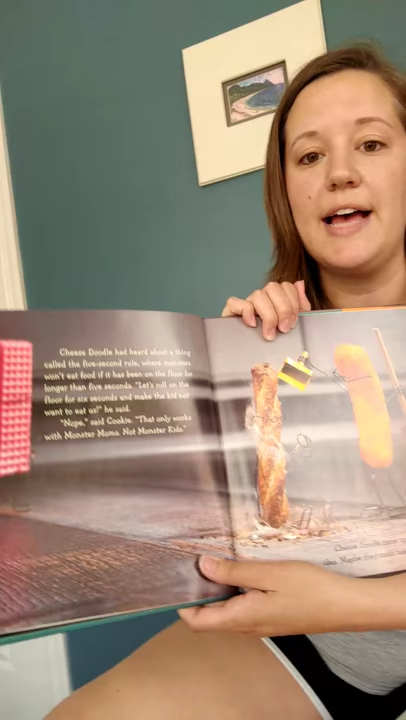 Cheese Doodle had heard about a thing
called the five-second rule, where monsters
won't eat food if it has been on the floor for
longer than five seconds. "Let's roll on the
floor for six seconds and make the kid not
want to eat us!" he said.
"Nope," said Cookie. "That only works
with Monster Moms. Not Monster Kids."
Cheese